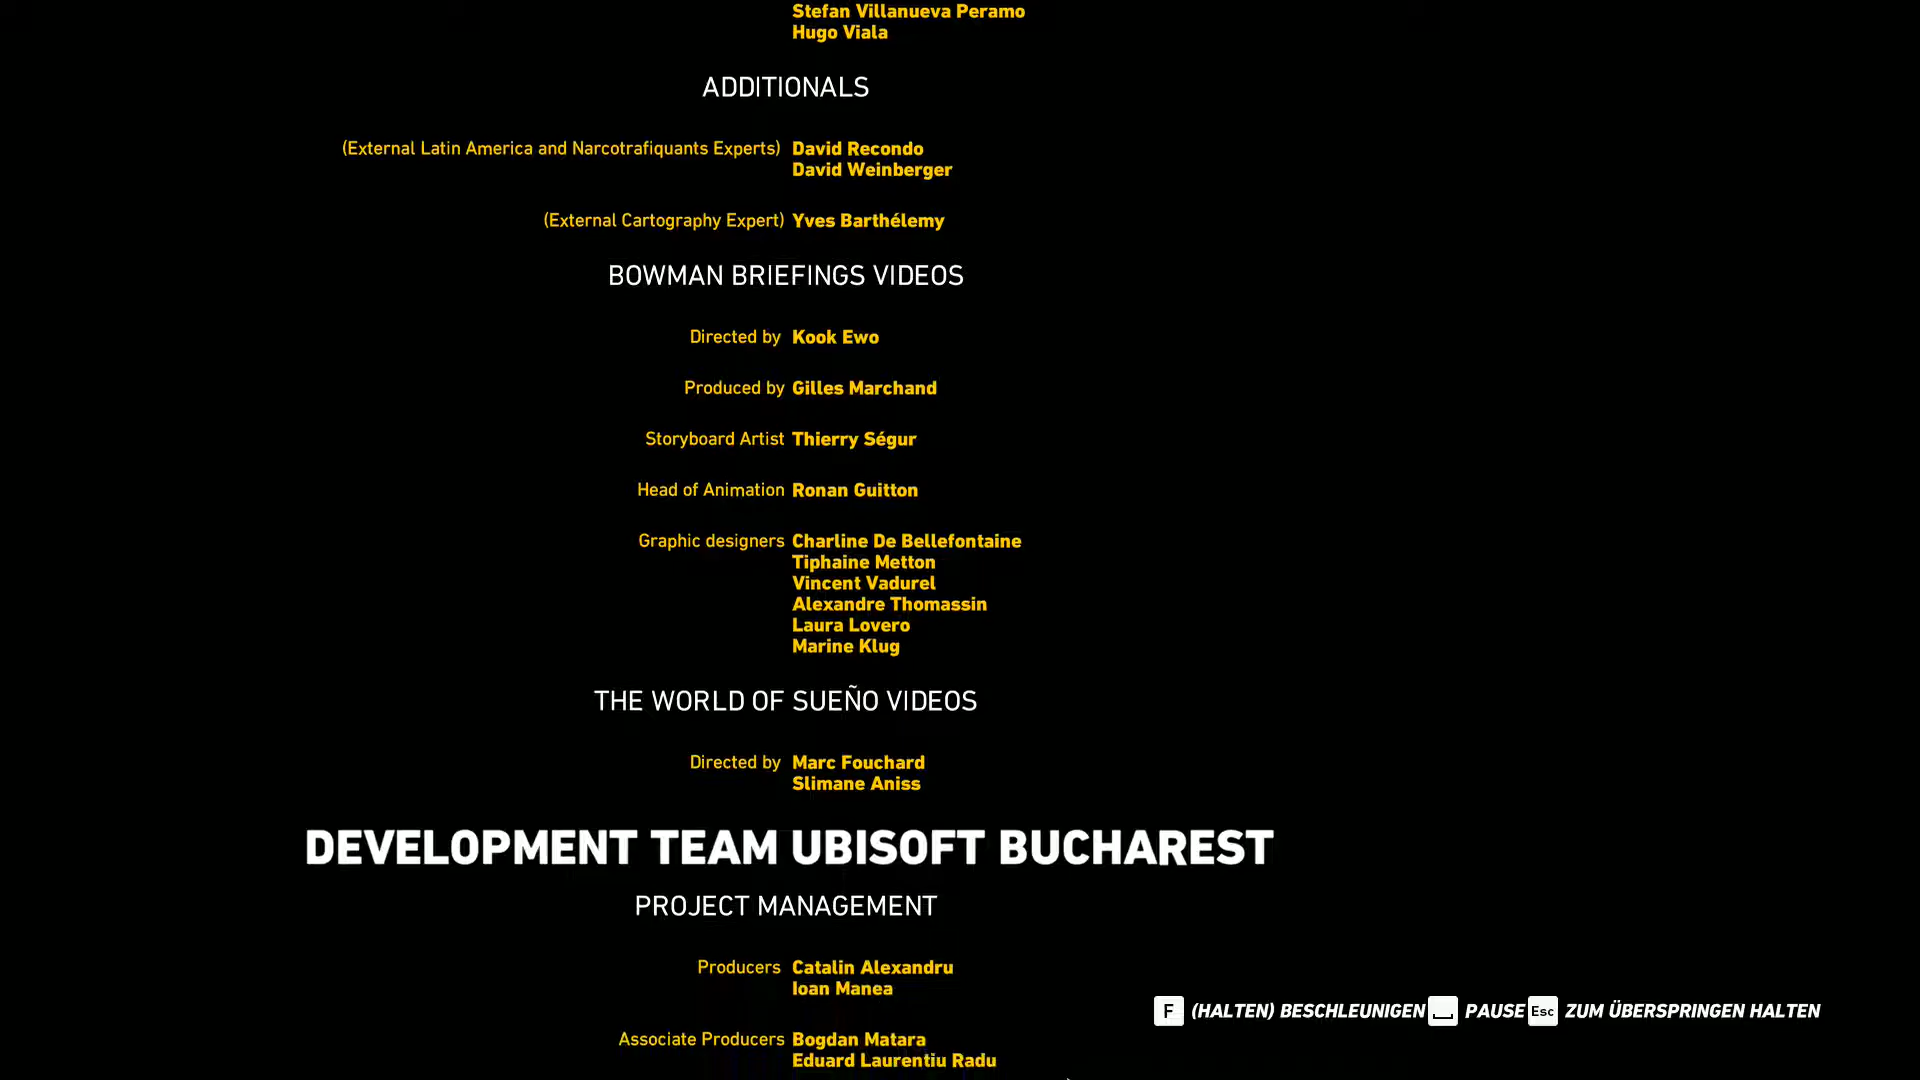 Stefan Villanueva Peramo
Hugo Viala
ADDITIONALS
(External Latin America and Narcotrafiquants Experts) David Recondo
David Weinberger
(External Cartography Expert) Yves Barthélemy
BOWMAN BRIEFINGS VIDEOS
Directed by Kook Ewo
Produced by Gilles Marchand
Storyboard Artist Thierry Ségur
Head of Animation Ronan Guitton
Graphic designers Charline De Bellefontaine
Tiphaine Metton
Vincent Vadurel
Alexandre Thomassin
Laura Lovero
Marine Klug
THE WORLD OF SUEÑO VIDEOS
Directed by Marc Fouchard
Slimane Aniss
DEVELOPMENT TEAM UBISOFT BUCHAREST
PROJECT MANAGEMENT
Producers Catalin Alexandru
Ioan Manea
Associate Producers Bogdan Matara
Eduard Laurentiu Radu
F (HALTEN) BESCHLEUNIGEN PAUSE Esc ZUM ÜBERSPRINGEN HALTEN